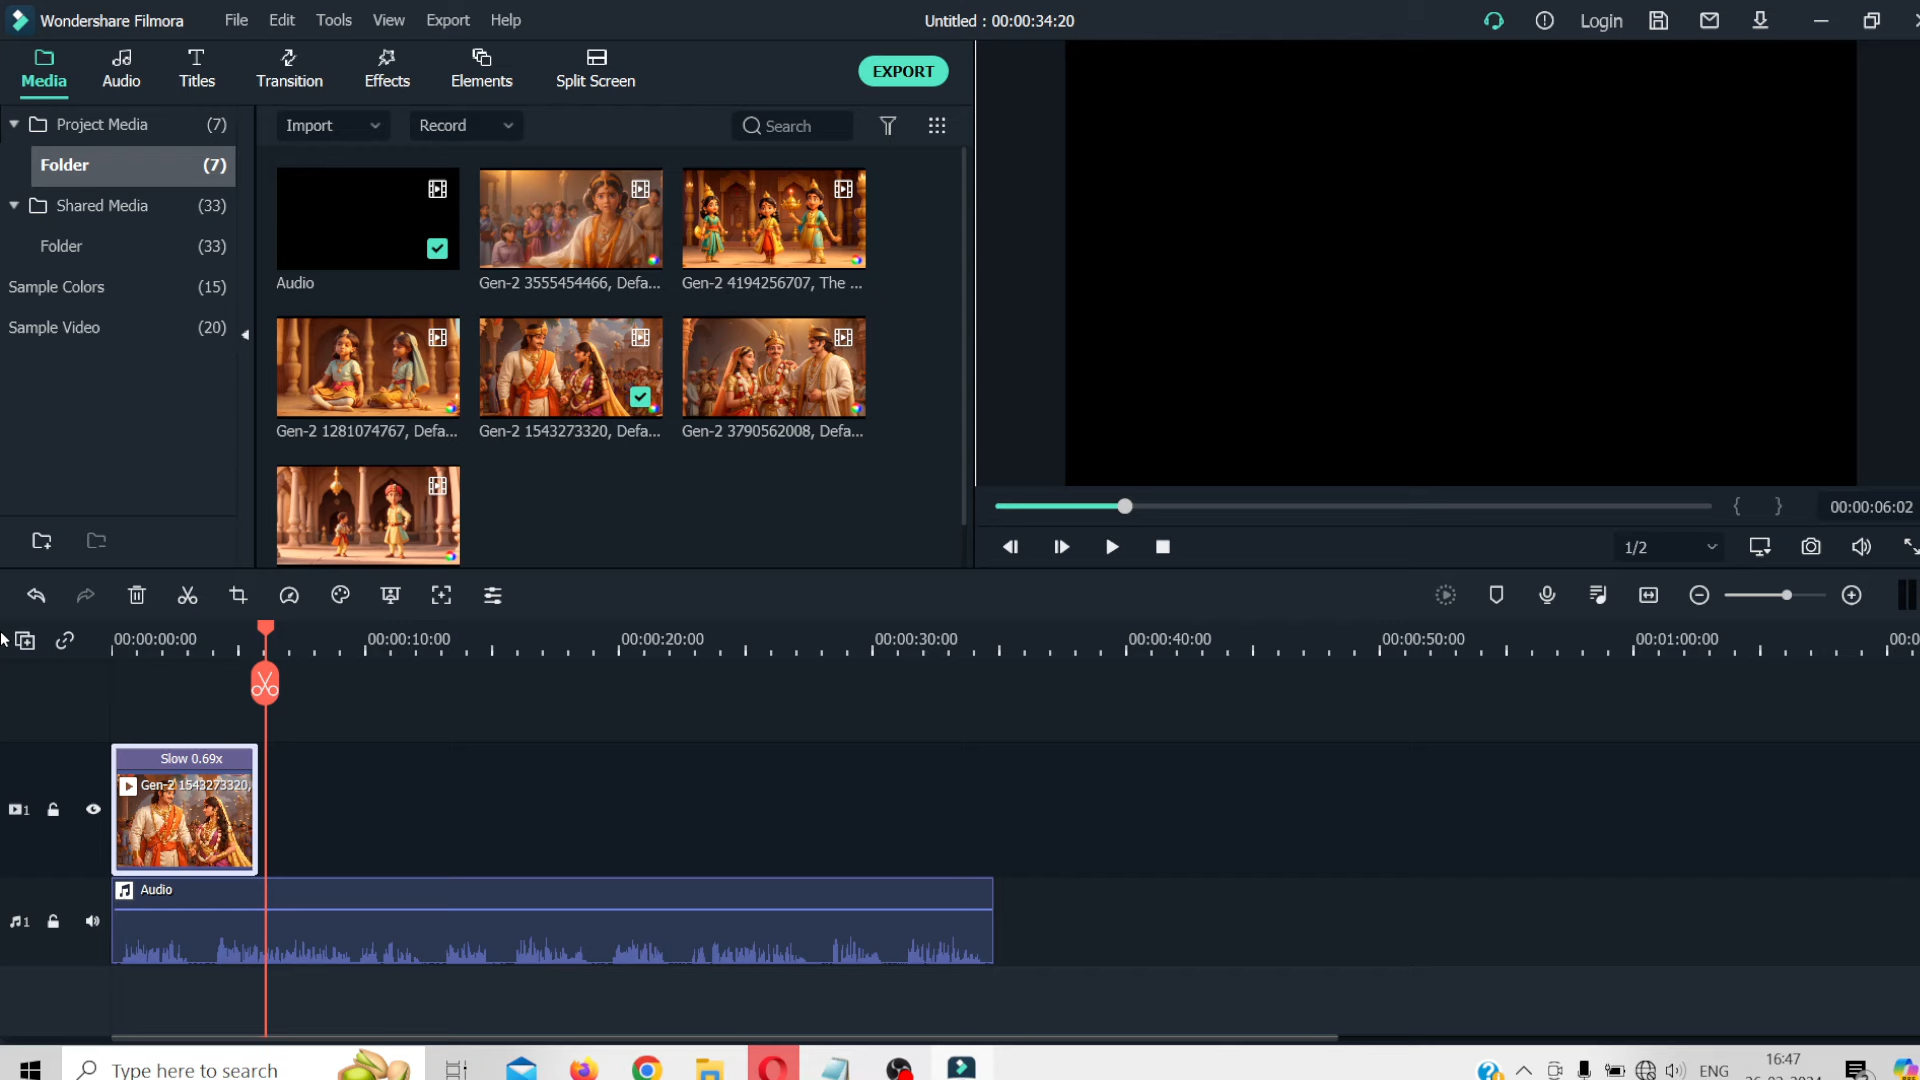 Wondershare Filmora File Edit Tools View Export Help Untitled : 00:00:34:20 Login
Media Audio Titles Transition Effects Elements Split Screen EXPORT
Project Media (7)
Folder (7)
Shared Media (33)
Folder (33)
Sample Colors (15)
Sample Video (20)
Import Record Search
Audio Gen-2 3555454466, Defa... Gen-2 4194256707, The ...
Gen-2 1281074767, Defa... Gen-2 1543273320, Defa... Gen-2 3790562008, Defa...
00:00:06:02
1/2
00:00:00:00 00:00:10:00 00:00:20:00 00:00:30:00 00:00:40:00 00:00:50:00 00:01:00:00 00:0
Slow 0.69x
Gen-2 1543273320,
1
Audio
1
Type here to search
ENG
16:47